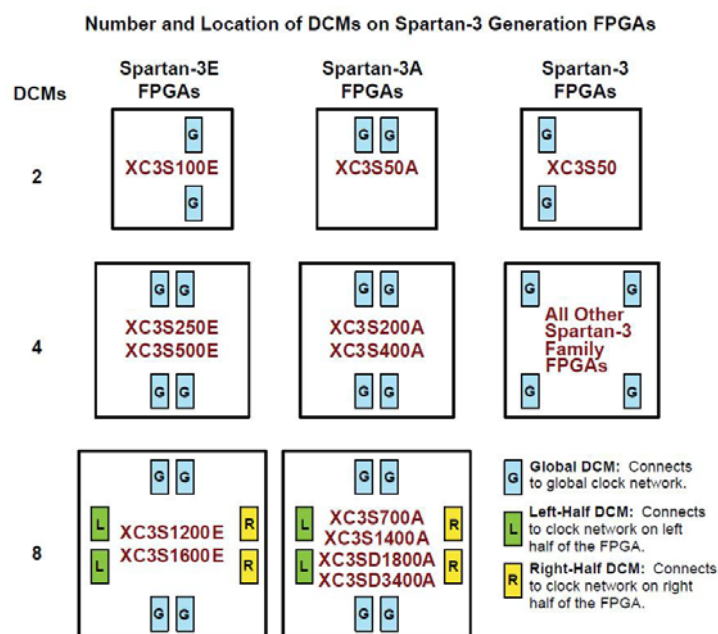 Number and Location of DCMs on Spartan-3 Generation FPGAs
DCMs
Spartan-3E
FPGAs
Spartan-3A
FPGAs
Spartan-3
FPGAs
2
G
XC3S100E
G
G G
XC3S50A
G
XC3S50
G
4
G G
XC3S250E
XC3S500E
G G
G G
XC3S200A
XC3S400A
G G
G G
All Other
Spartan-3
Family
FPGAs
G G
8
G G
L R
XC3S1200E
XC3S1600E
L R
G G
G G
L R
XC3S700A
XC3S1400A
XC3SD1800A
XC3SD3400A
L R
G G
G
Global DCM: Connects
to global clock network.
L
Left-Half DCM: Connects
to clock network on left
half of the FPGA.
R
Right-Half DCM: Connects
to clock network on right
half of the FPGA.